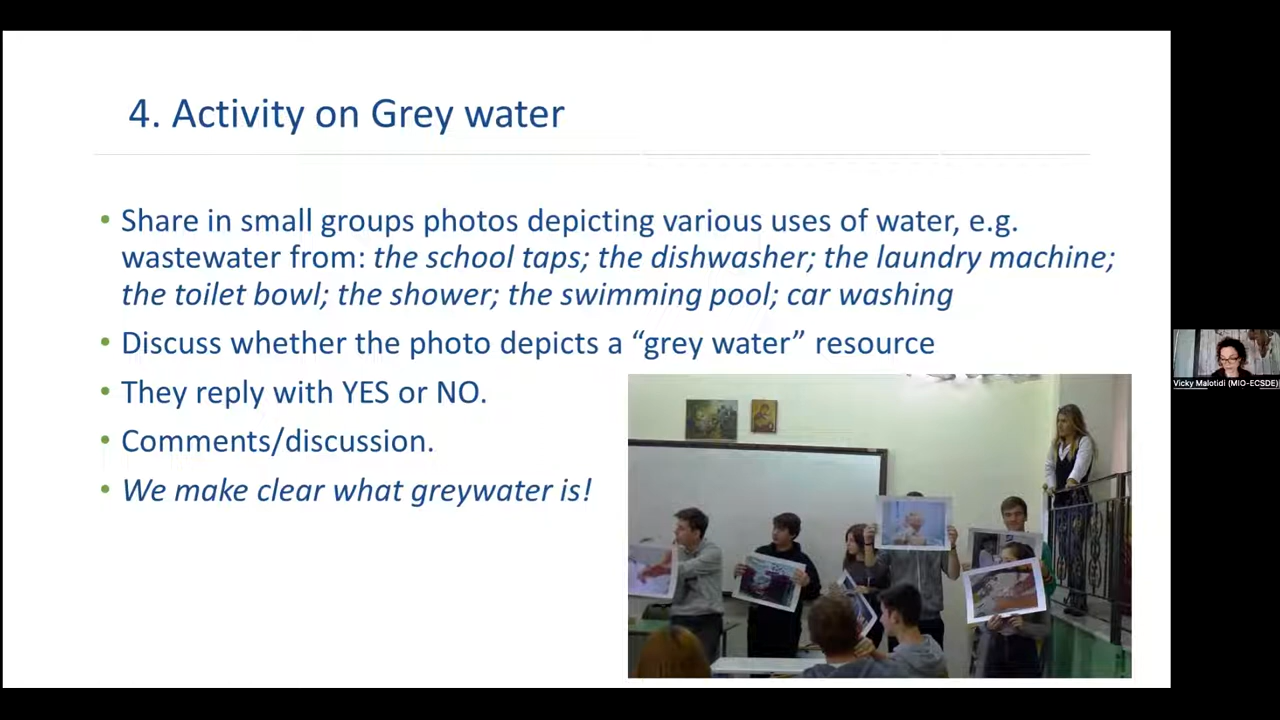 4. Activity on Grey water
• Share in small groups photos depicting various uses of water, e.g.
wastewater from: the school taps; the dishwasher; the laundry machine;
the toilet bowl; the shower; the swimming pool; car washing
• Discuss whether the photo depicts a “grey water” resource
• They reply with YES or NO.
• Comments/discussion.
• We make clear what greywater is!
Vicky Malotidi (MIO-ECSDE)